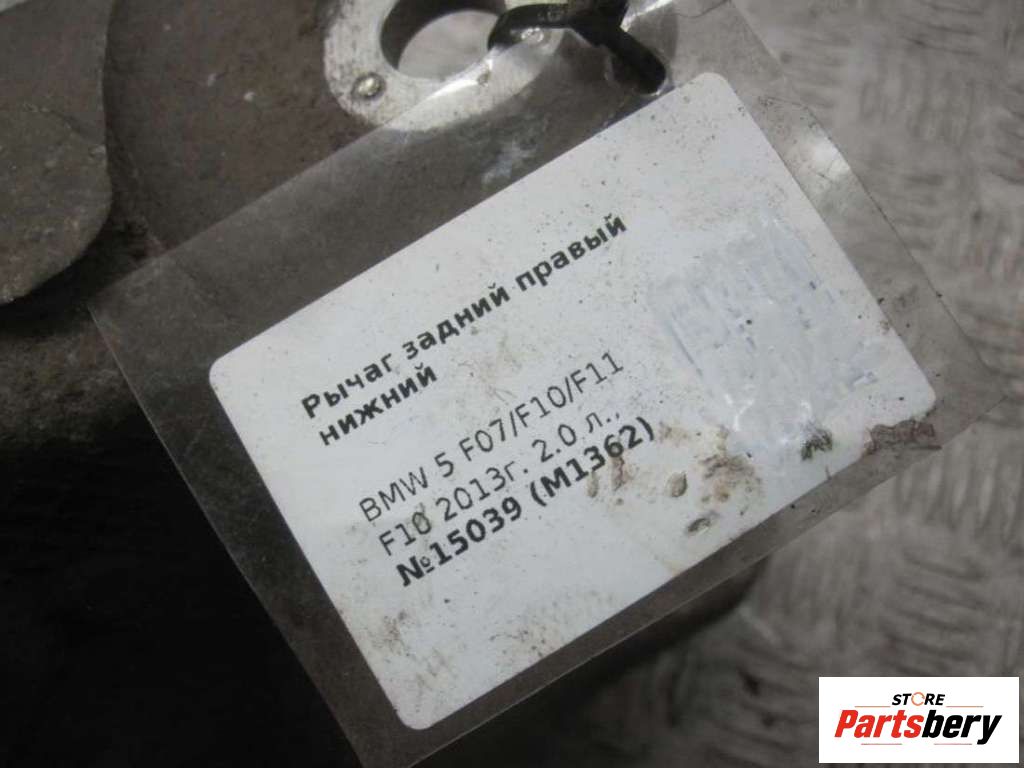 Рычаг задний правый
нижний
BMW 5 F07/F10/F11
F10 2013г. 2.0 л.,
№15039 (M1362)
STORE
Partsbery